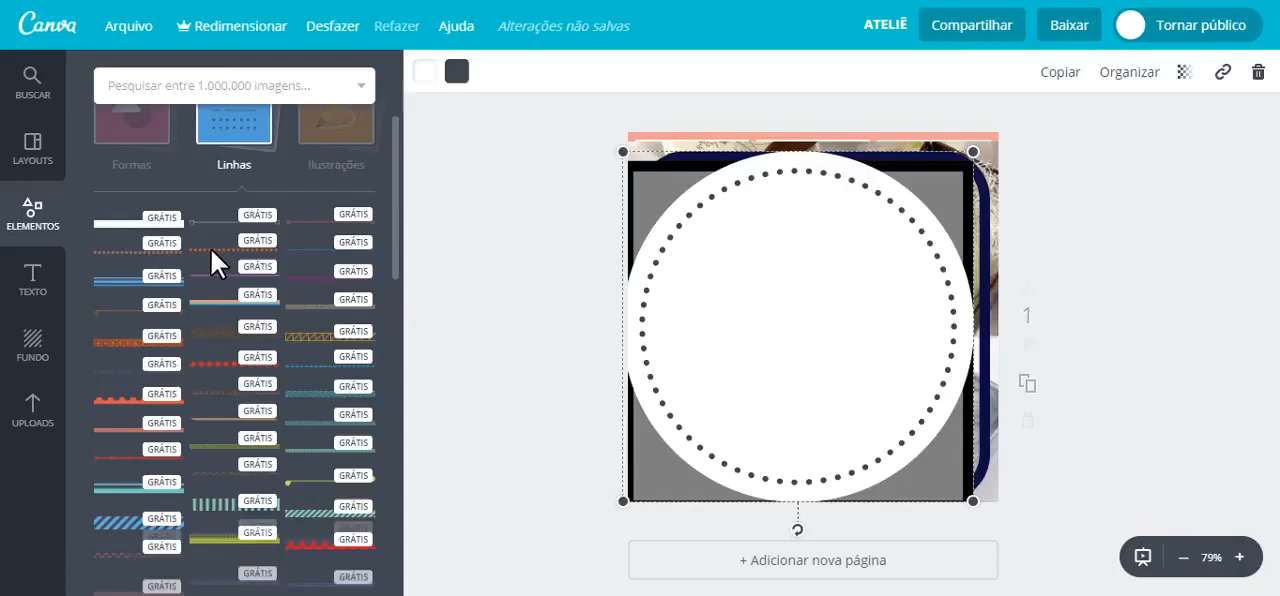 Canva
Arquivo
Redimensionar
Desfazer
Refazer
Ajuda
Alterações não salvas
ATELIÊ
Compartilhar
Baixar
Tornar público
BUSCAR
LAYOUTS
ELEMENTOS
TEXTO
FUNDO
UPLOADS
Pesquisar entre 1.000.000 imagens...
Formas
Linhas
Ilustrações
GRÁTIS GRÁTIS GRÁTIS
GRÁTIS GRÁTIS GRÁTIS
GRÁTIS GRÁTIS GRÁTIS
GRÁTIS GRÁTIS GRÁTIS
GRÁTIS GRÁTIS GRÁTIS
GRÁTIS GRÁTIS GRÁTIS
GRÁTIS GRÁTIS GRÁTIS
GRÁTIS GRÁTIS GRÁTIS
GRÁTIS GRÁTIS GRÁTIS
GRÁTIS GRÁTIS GRÁTIS
GRÁTIS GRÁTIS GRÁTIS
GRÁTIS GRÁTIS GRÁTIS
GRÁTIS GRÁTIS GRÁTIS
Copiar
Organizar
1
+ Adicionar nova página
79%